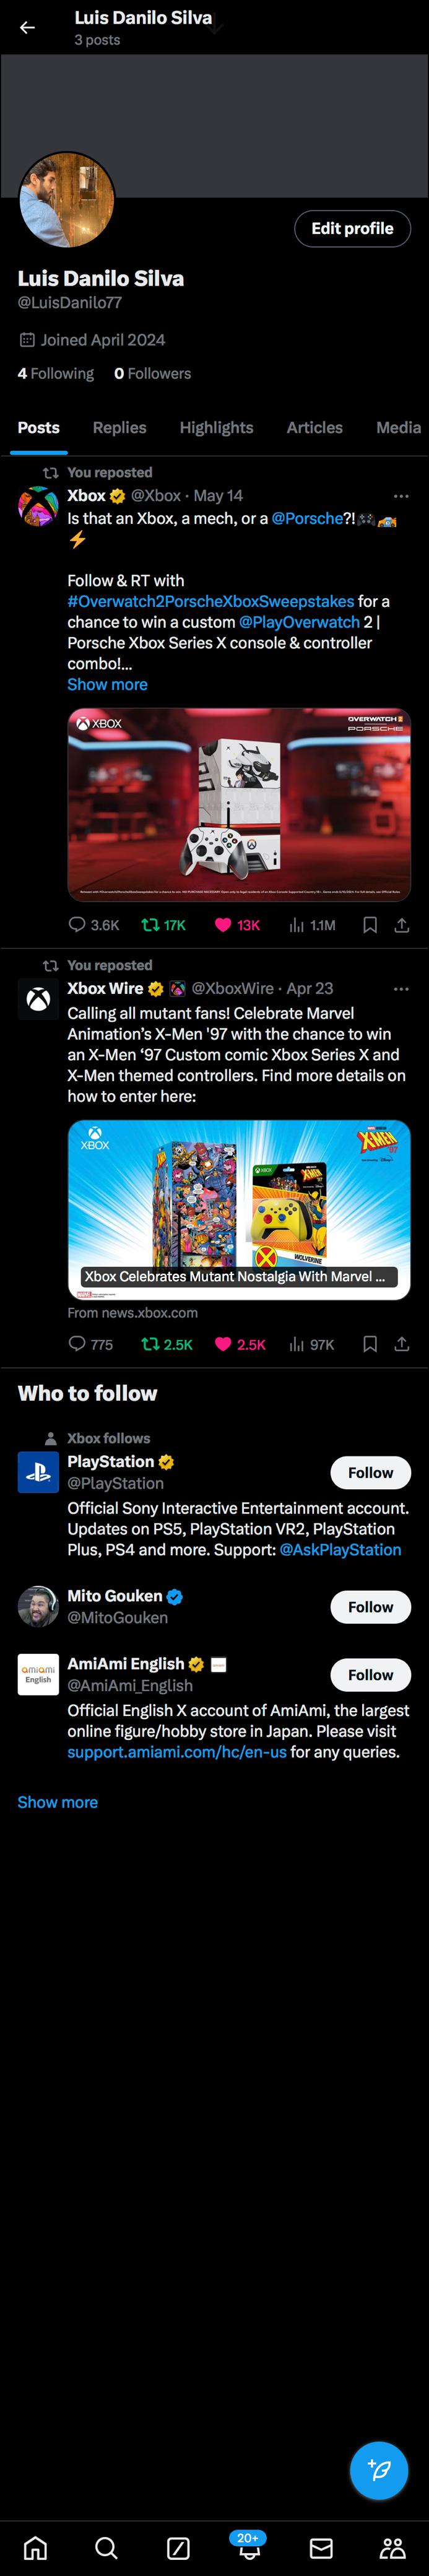 Luis Danilo Silva
3 posts
Edit profile
Luis Danilo Silva
@LuisDanilo77
Joined April 2024
4 Following 0 Followers
Posts Replies Highlights Articles Media
You reposted
Xbox @Xbox · May 14
Is that an Xbox, a mech, or a @Porsche?!🎮🚘
⚡
Follow & RT with
#Overwatch2PorscheXboxSweepstakes for a
chance to win a custom @PlayOverwatch 2 |
Porsche Xbox Series X console & controller
combo!...
Show more
XBOX
OVERWATCH 2
PORSCHE
3.6K 17K 13K 1.1M
You reposted
Xbox Wire @XboxWire · Apr 23
Calling all mutant fans! Celebrate Marvel
Animation’s X-Men '97 with the chance to win
an X-Men ‘97 Custom comic Xbox Series X and
X-Men themed controllers. Find more details on
how to enter here:
XBOX
X-MEN
'97
XBOX
X-MEN
WOLVERINE
Xbox Celebrates Mutant Nostalgia With Marvel ...
MARVEL
From news.xbox.com
775 2.5K 2.5K 97K
Who to follow
Xbox follows
PlayStation
@PlayStation
Follow
Official Sony Interactive Entertainment account.
Updates on PS5, PlayStation VR2, PlayStation
Plus, PS4 and more. Support: @AskPlayStation
Mito Gouken
@MitoGouken
Follow
amiami
English
AmiAmi English
@AmiAmi_English
Follow
Official English X account of AmiAmi, the largest
online figure/hobby store in Japan. Please visit
support.amiami.com/hc/en-us for any queries.
Show more
20+